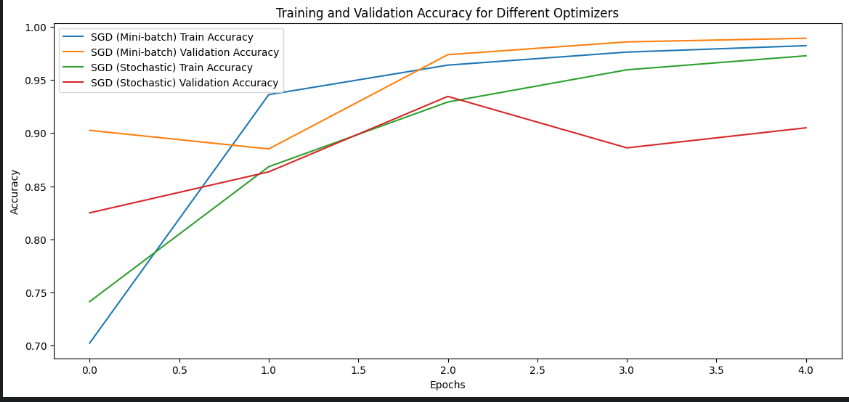 Training and Validation Accuracy for Different Optimizers
SGD (Mini-batch) Train Accuracy
SGD (Mini-batch) Validation Accuracy
SGD (Stochastic) Train Accuracy
SGD (Stochastic) Validation Accuracy
1.00
0.95
0.90
0.85
0.80
0.75
0.70
Accuracy
0.0 0.5 1.0 1.5 2.0 2.5 3.0 3.5 4.0
Epochs